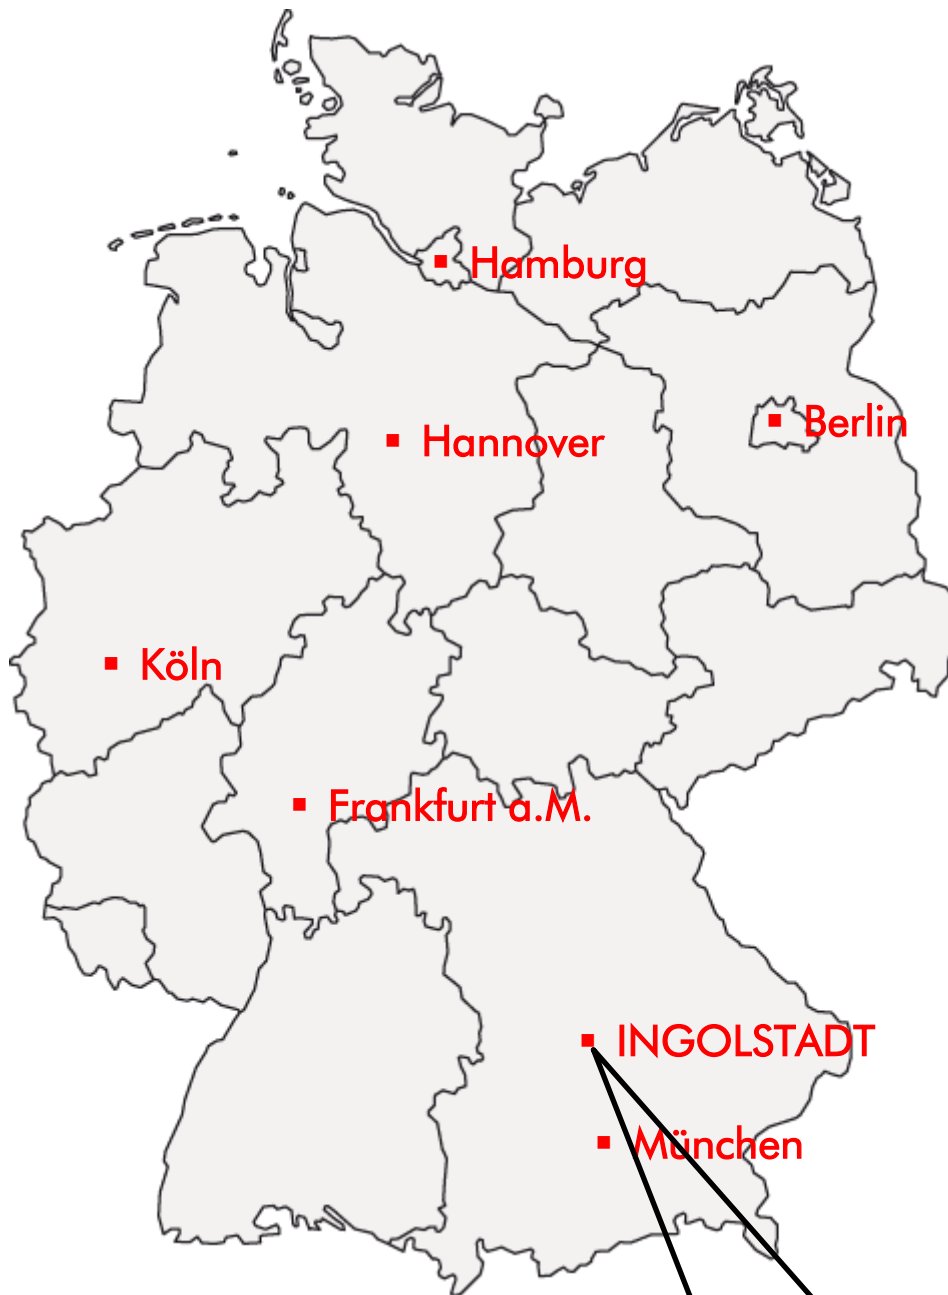 Hamburg
Berlin
Hannover
Köln
Frankfurt a.M.
INGOLSTADT
München